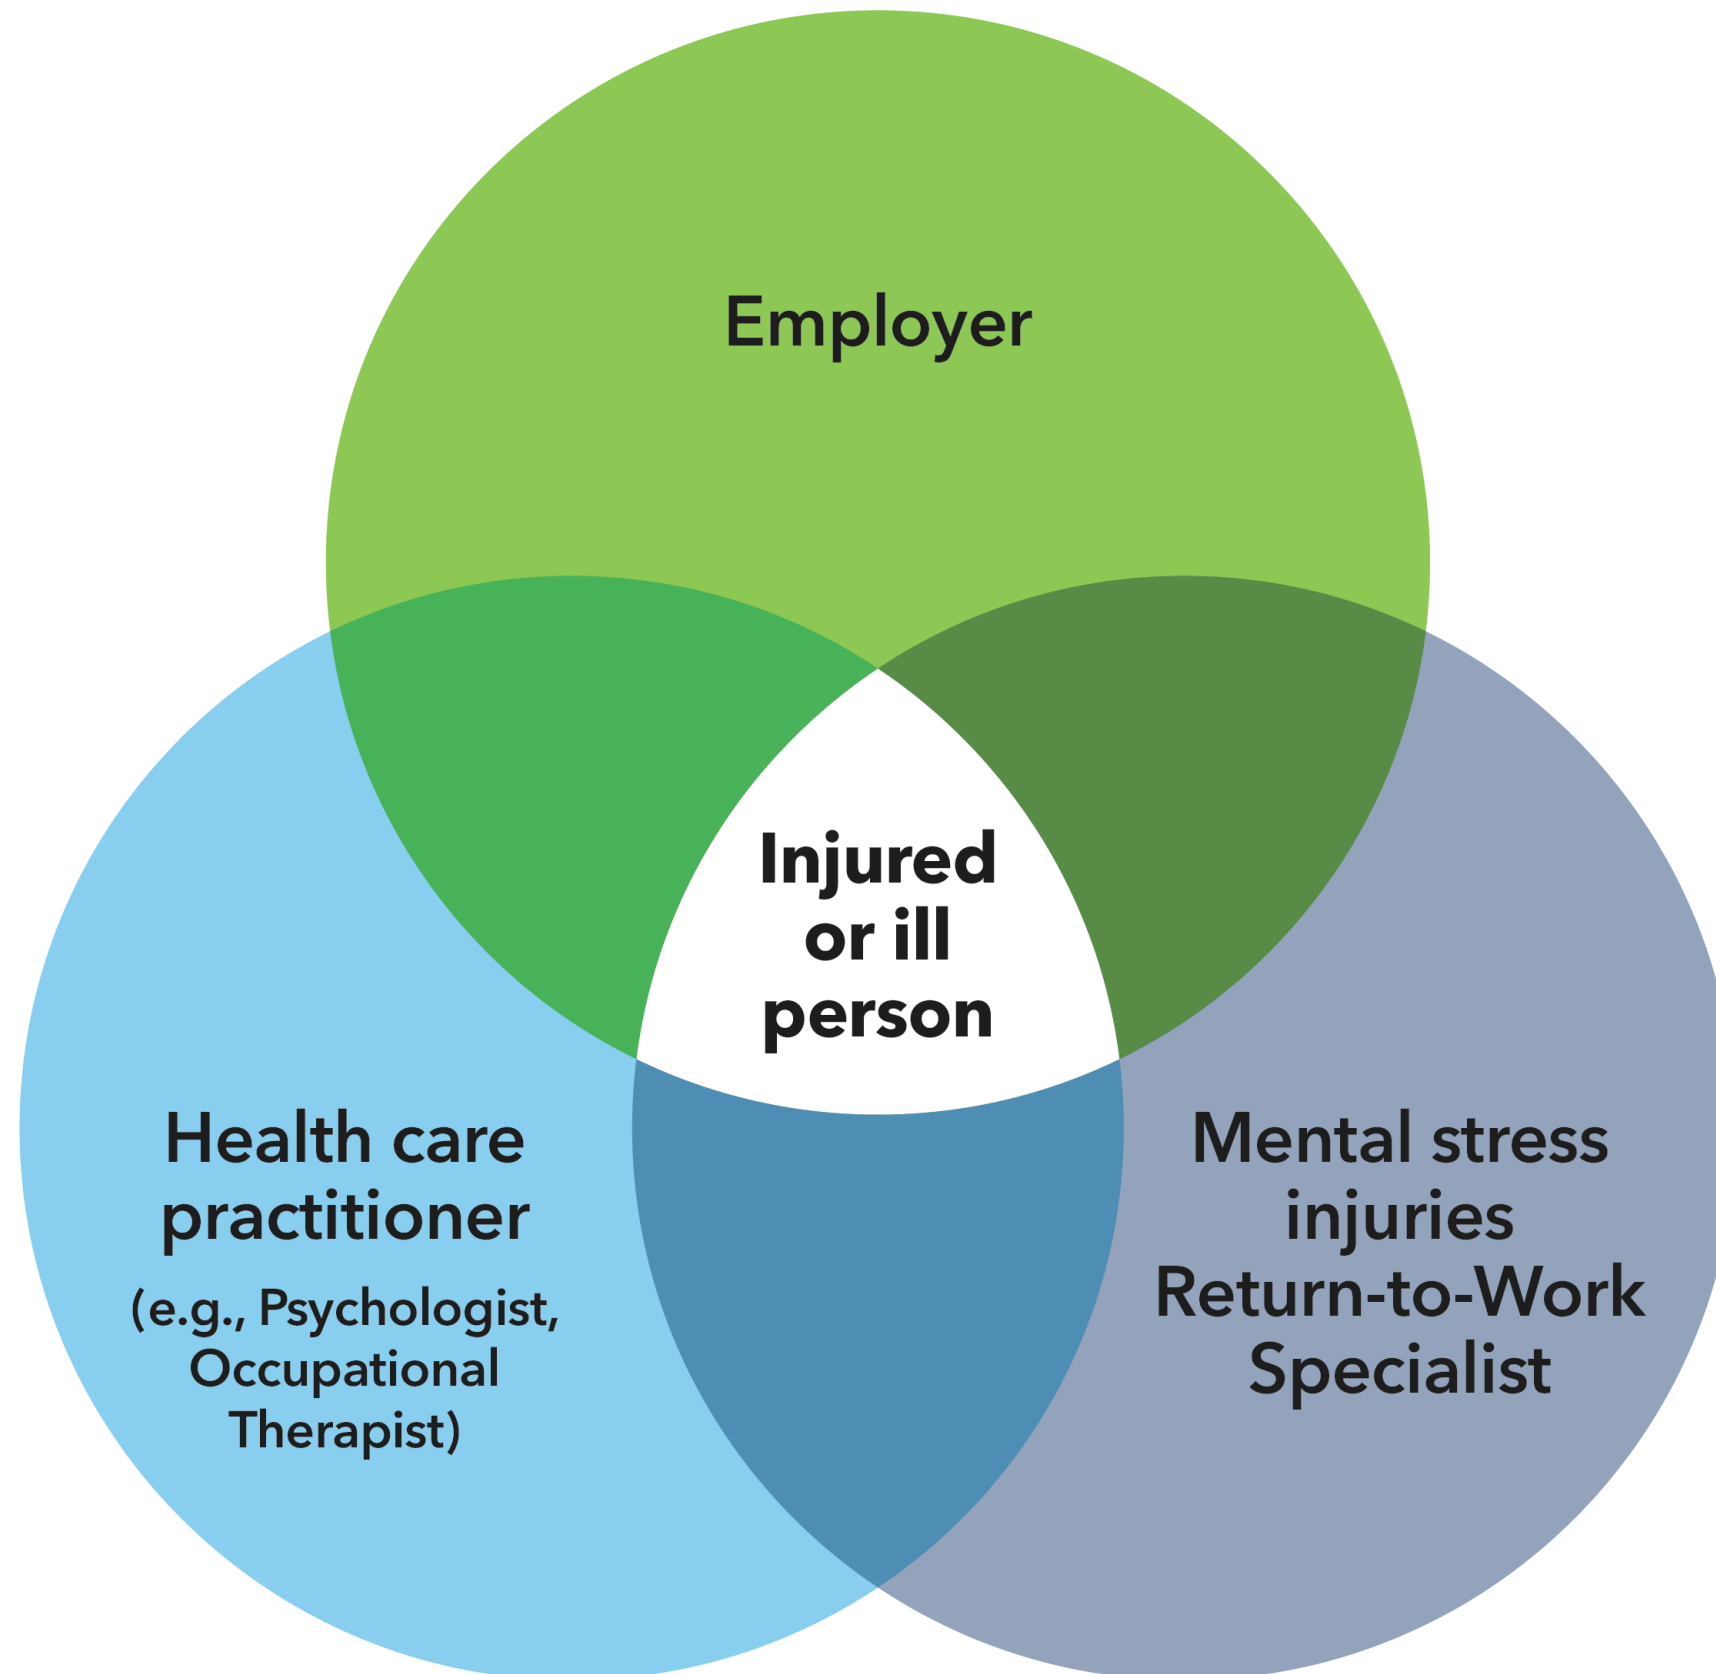 Employer
Injured
or ill
person
Health care
practitioner
(e.g., Psychologist,
Occupational
Therapist)
Mental stress
injuries
Return-to-Work
Specialist